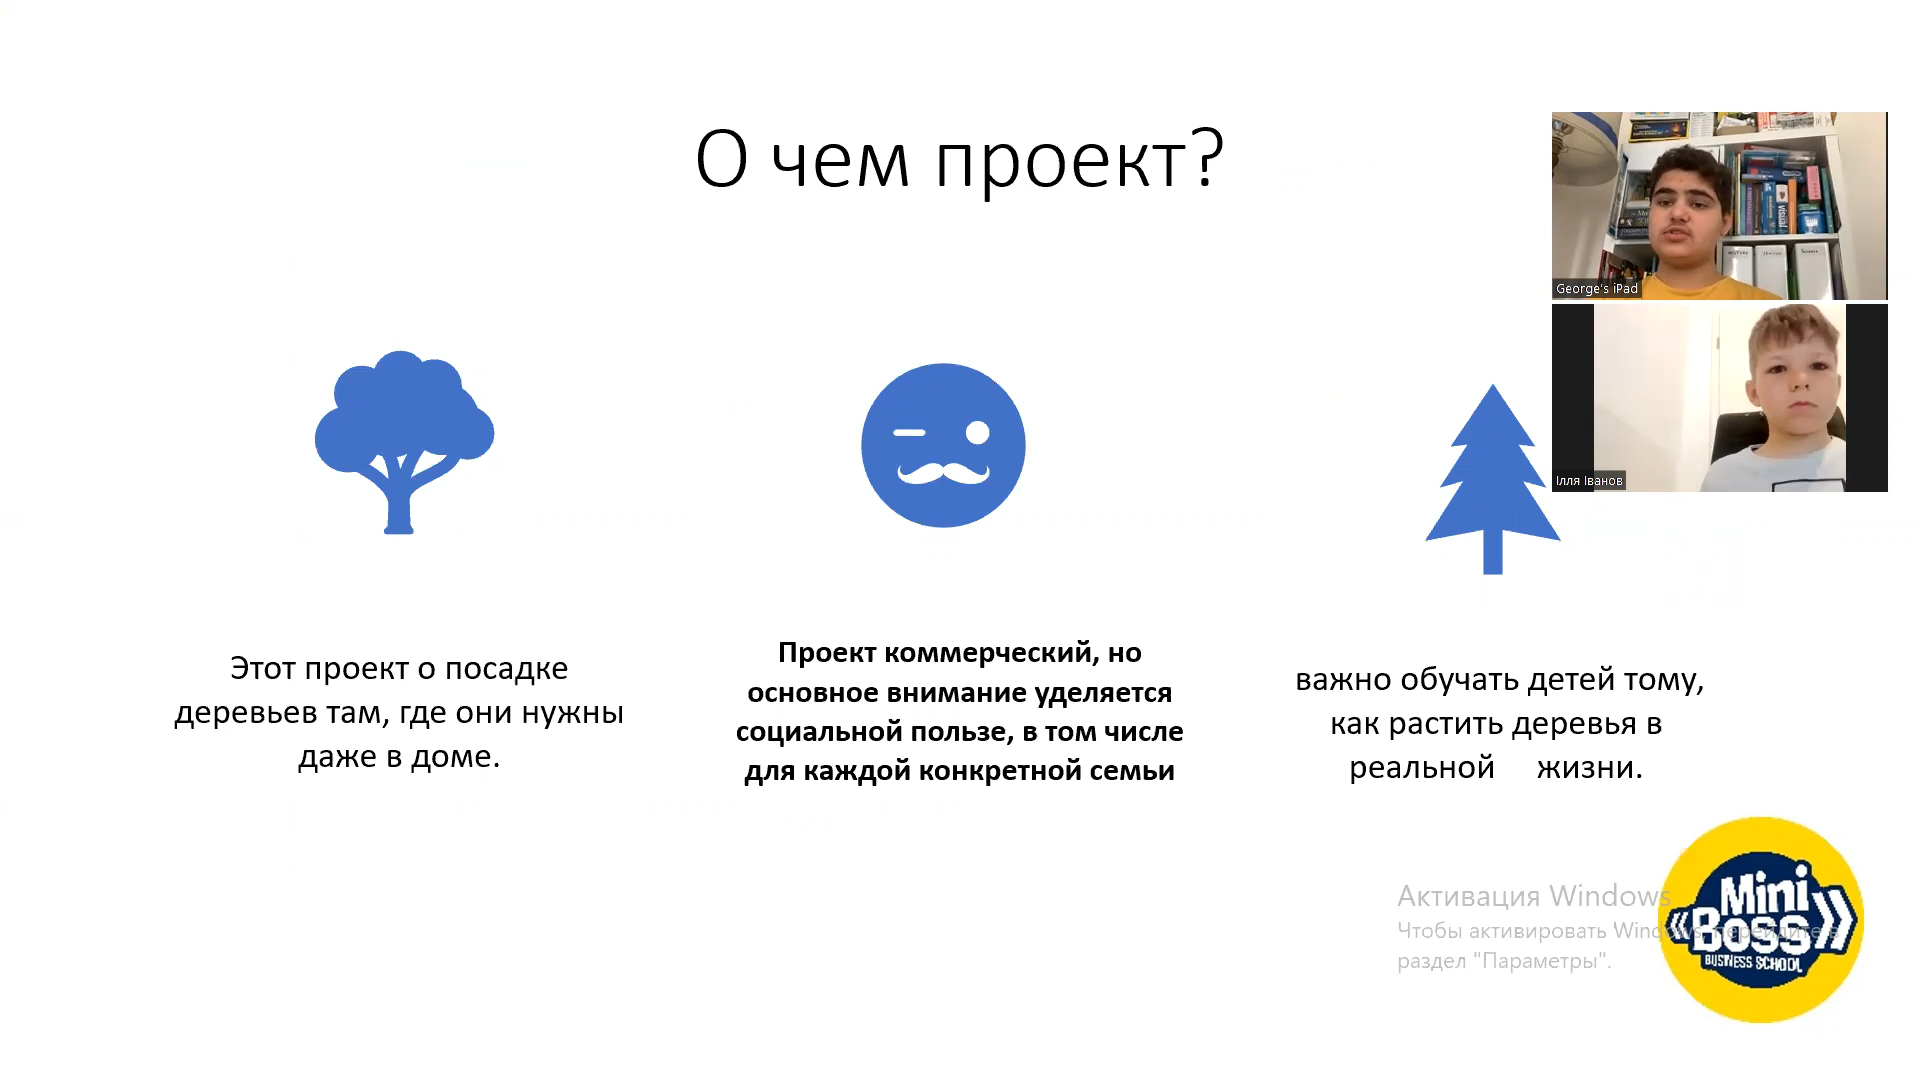 О чем проект?
George's iPad
Ілля Іванов
Этот проект о посадке
деревьев там, где они нужны
даже в доме.
Проект коммерческий, но
основное внимание уделяется
социальной пользе, в том числе
для каждой конкретной семьи
важно обучать детей тому,
как растить деревья в
реальной жизни.
Активация Windows
Чтобы активировать Windows, перейдите в
раздел "Параметры".
Mini
BOSS
BUSINESS SCHOOL